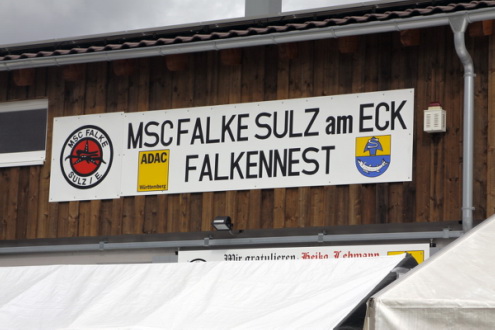 MSC FALKE
SULZ / E.
MSC FALKE SULZ am ECK
ADAC
Württemberg
FALKENNEST
Wir gratulieren. Heiko Lehmann